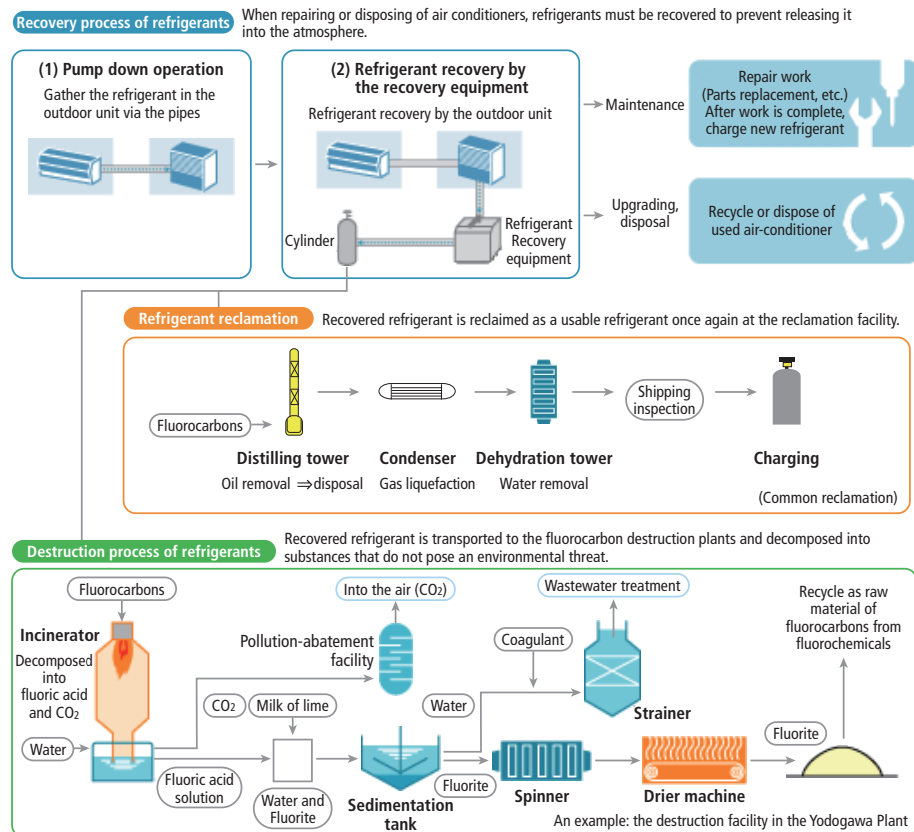 Recovery process of refrigerants
When repairing or disposing of air conditioners, refrigerants must be recovered to prevent releasing it
into the atmosphere.
(1) Pump down operation
Gather the refrigerant in the
outdoor unit via the pipes
(2) Refrigerant recovery by
the recovery equipment
Refrigerant recovery by the outdoor unit
Cylinder
Refrigerant
Recovery
equipment
Maintenance
Repair work
(Parts replacement, etc.)
After work is complete,
charge new refrigerant
Upgrading,
disposal
Recycle or dispose of
used air-conditioner
Refrigerant reclamation
Recovered refrigerant is reclaimed as a usable refrigerant once again at the reclamation facility.
Fluorocarbons
Shipping
inspection
Distilling tower
Oil removal ⇒disposal
Condenser
Gas liquefaction
Dehydration tower
Water removal
Charging
(Common reclamation)
Destruction process of refrigerants
Recovered refrigerant is transported to the fluorocarbon destruction plants and decomposed into
substances that do not pose an environmental threat.
Fluorocarbons
Incinerator
Decomposed
into
fluoric acid
and CO₂
Water
Fluoric acid
solution
Into the air (CO₂)
Pollution-abatement
facility
CO₂
Milk of lime
Water and
Fluorite
Sedimentation
tank
Wastewater treatment
Coagulant
Water
Strainer
Fluorite
Spinner
Drier machine
Fluorite
Recycle as raw
material of
fluorocarbons from
fluorochemicals
An example: the destruction facility in the Yodogawa Plant